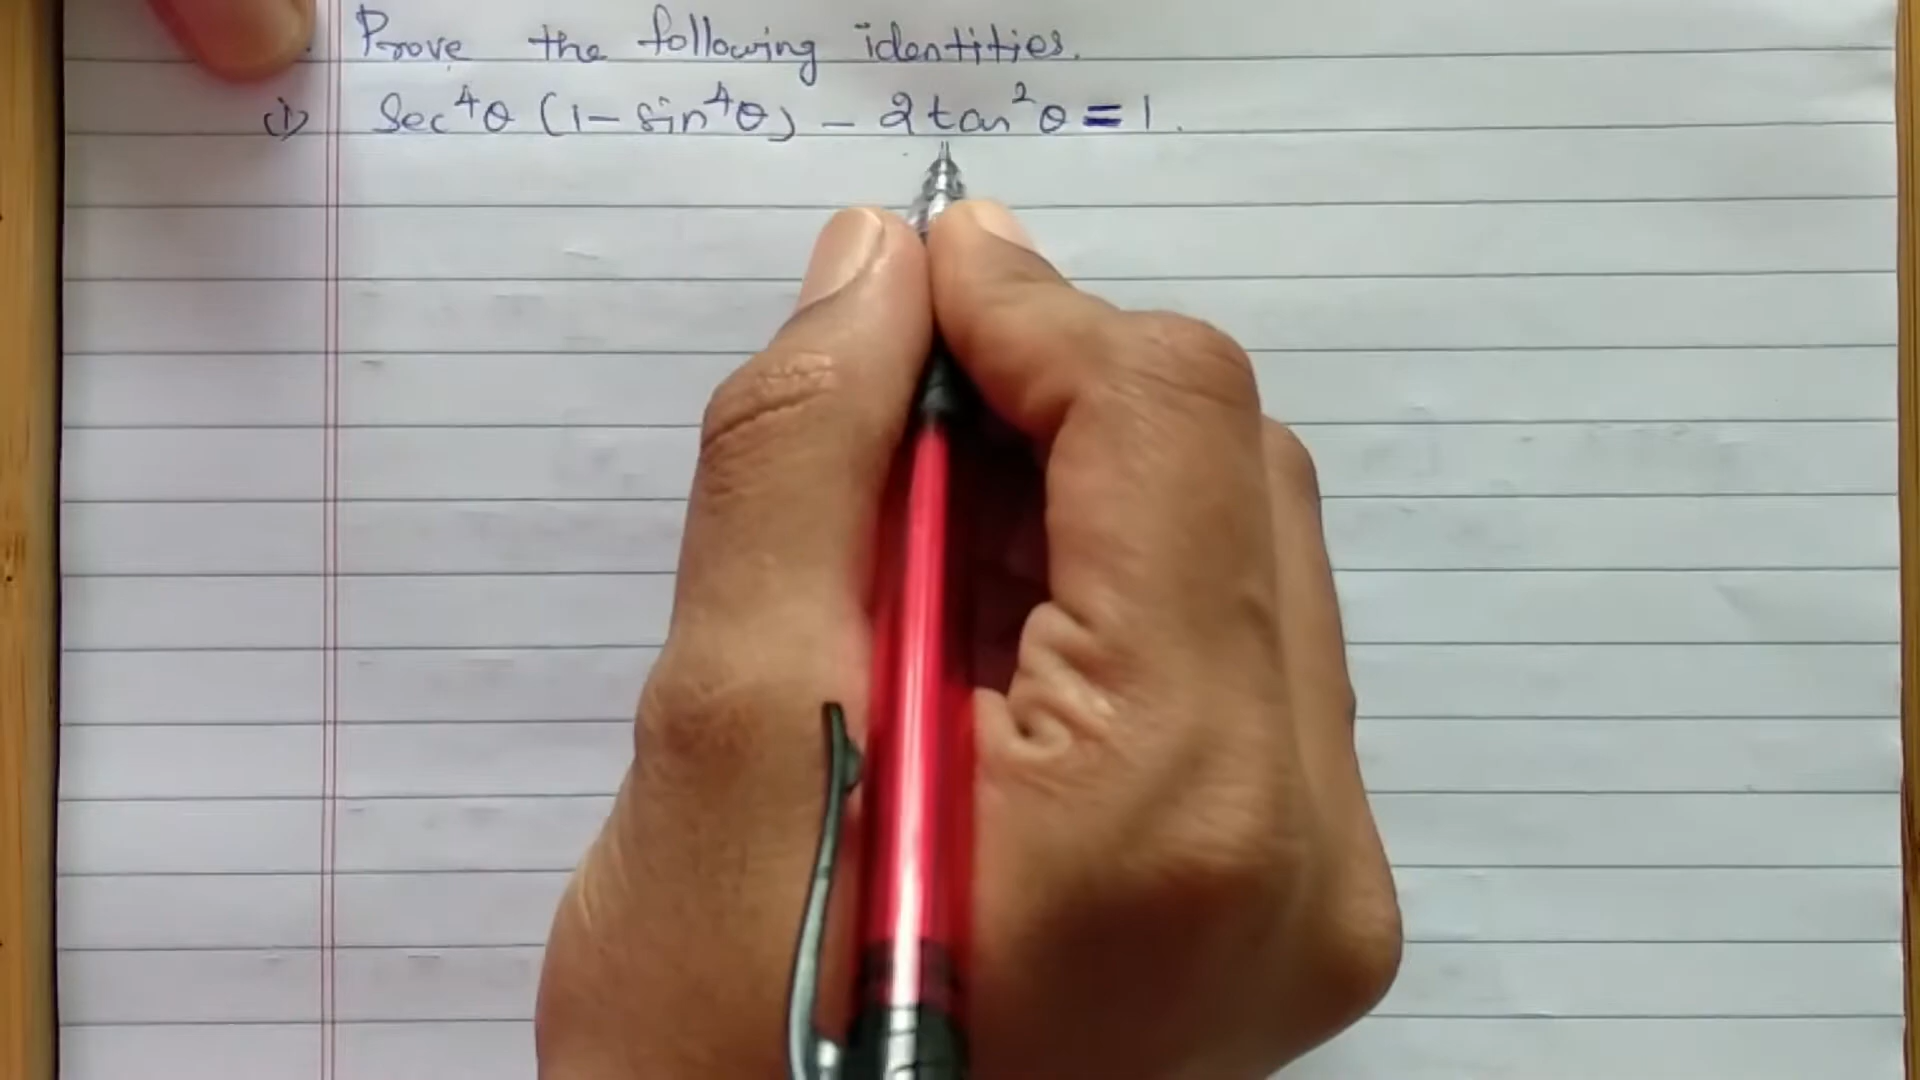 Prove the following identities.
(i) Sec⁴θ (1 - sin⁴θ) - 2tan²θ = 1.